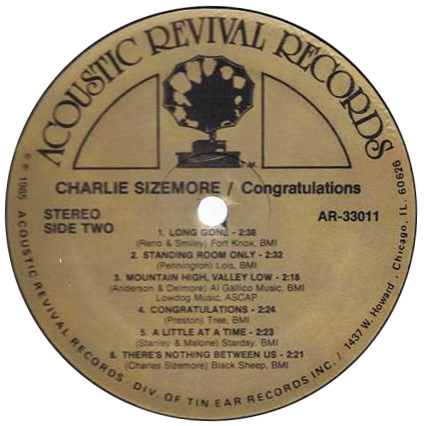 ACOUSTIC REVIVAL RECORDS
CHARLIE SIZEMORE / Congratulations
STEREO
SIDE TWO
AR-33011
1. LONG GONE - 2:38
(Reno & Smiley) Fort Knox, BMI
2. STANDING ROOM ONLY - 2:32
(Pennington) Lois, BMI
3. MOUNTAIN HIGH, VALLEY LOW - 2:18
(Anderson & Delmore) Al Gallico Music, BMI
Lowdog Music, ASCAP
4. CONGRATULATIONS - 2:24
(Preston) Tree, BMI
5. A LITTLE AT A TIME - 2:23
(Stanley & Malone) Starday, BMI
6. THERE'S NOTHING BETWEEN US - 2:21
(Charles Sizemore) Black Sheep, BMI
℗ © 1985 ACOUSTIC REVIVAL RECORDS · DIV. OF TIN EAR RECORDS INC. / 1437 W. Howard · Chicago, IL. 60626